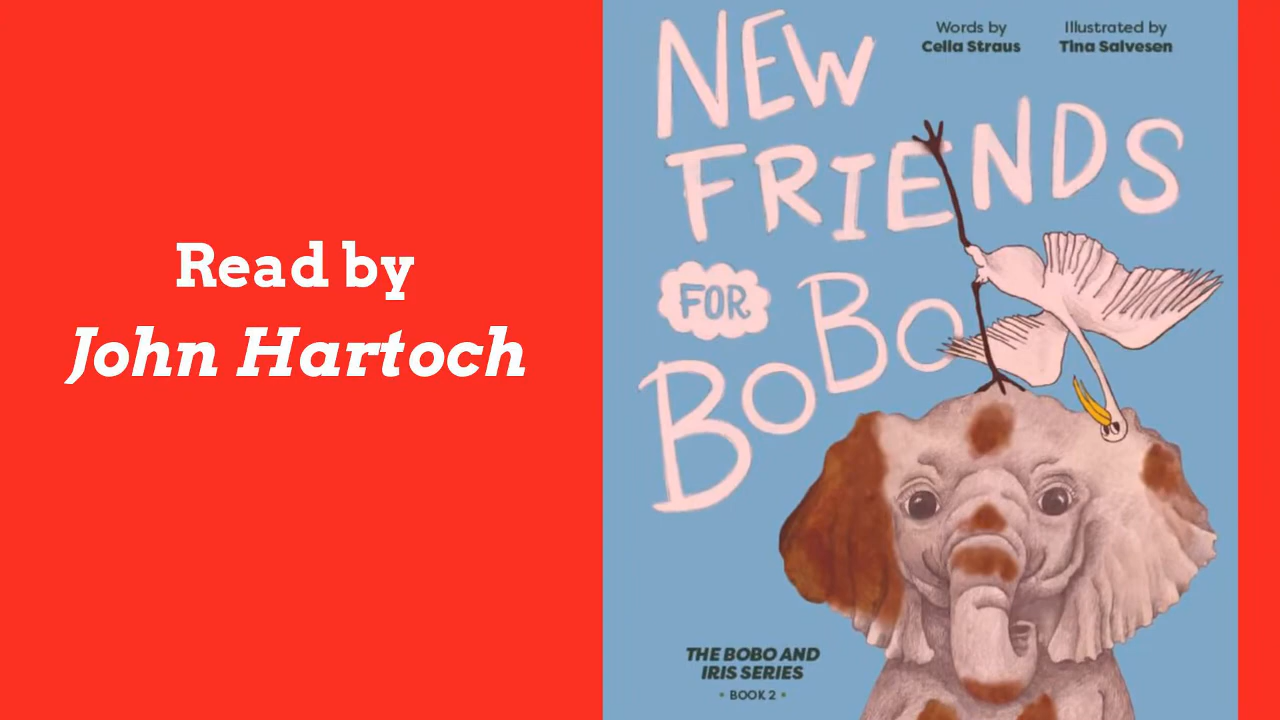 Read by
John Hartoch
NEW
FRIENDS
FOR
BOBO
Words by
Celia Straus
Illustrated by
Tina Salvesen
THE BOBO AND
IRIS SERIES
• BOOK 2 •